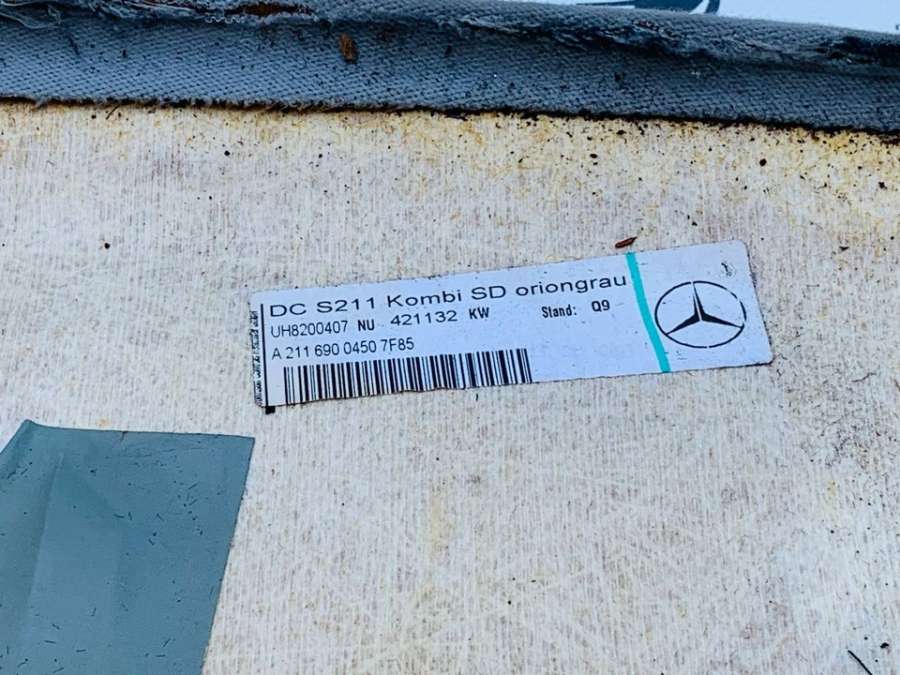 DC S211 Kombi SD oriongrau
UH8200407 NU 421132 KW Stand: Q9
A 211 690 0450 7F85